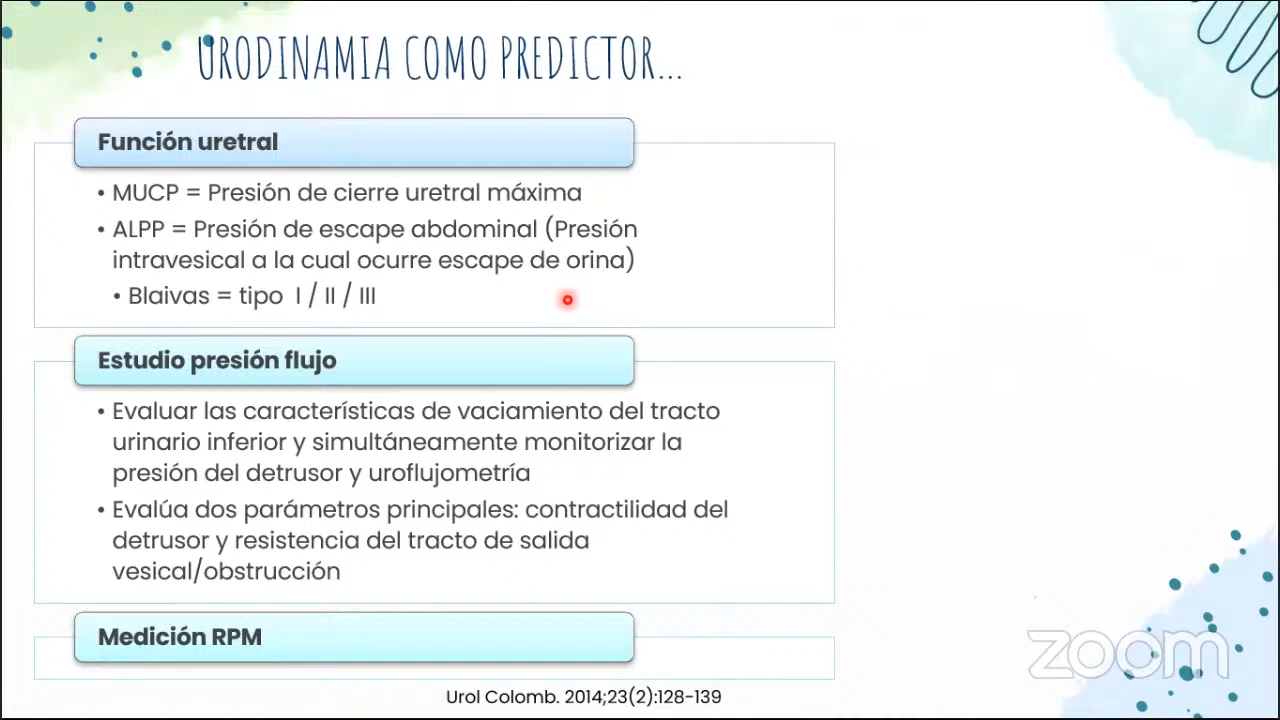 URODINAMIA COMO PREDICTOR...
Función uretral
• MUCP = Presión de cierre uretral máxima
• ALPP = Presión de escape abdominal (Presión
intravesical a la cual ocurre escape de orina)
• Blaivas = tipo I / II / III
Estudio presión flujo
• Evaluar las características de vaciamiento del tracto
urinario inferior y simultáneamente monitorizar la
presión del detrusor y uroflujometría
• Evalúa dos parámetros principales: contractilidad del
detrusor y resistencia del tracto de salida
vesical/obstrucción
Medición RPM
zoom
Urol Colomb. 2014;23(2):128-139